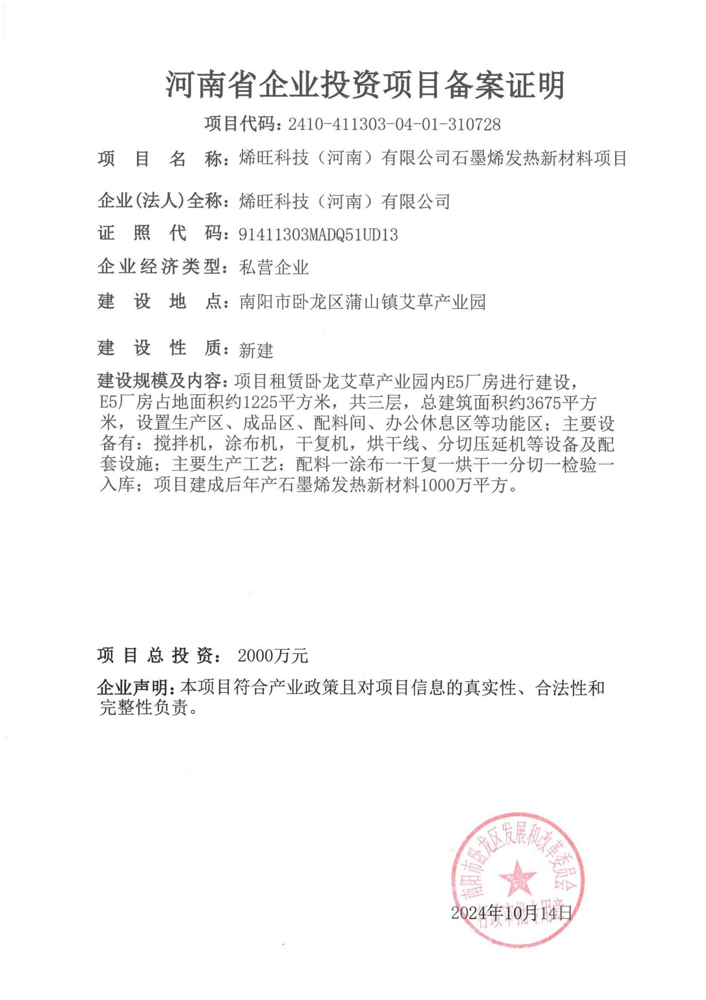 河南省企业投资项目备案证明
项目代码：2410-411303-04-01-310728
项目名称：烯旺科技（河南）有限公司石墨烯发热新材料项目
企业(法人)全称：烯旺科技（河南）有限公司
证照代码：91411303MADQ51UD13
企业经济类型：私营企业
建设地点：南阳市卧龙区蒲山镇艾草产业园
建设性质：新建
建设规模及内容：项目租赁卧龙艾草产业园内E5厂房进行建设，
E5厂房占地面积约1225平方米，共三层，总建筑面积约3675平方
米，设置生产区、成品区、配料间、办公休息区等功能区；主要设
备有：搅拌机，涂布机，干复机，烘干线、分切压延机等设备及配
套设施；主要生产工艺：配料一涂布一干复一烘干一分切一检验一
入库；项目建成后年产石墨烯发热新材料1000万平方。
项目总投资：2000万元
企业声明：本项目符合产业政策且对项目信息的真实性、合法性和
完整性负责。
南阳市卧龙区发展和改革委员会
行政审批专用章
2024年10月14日